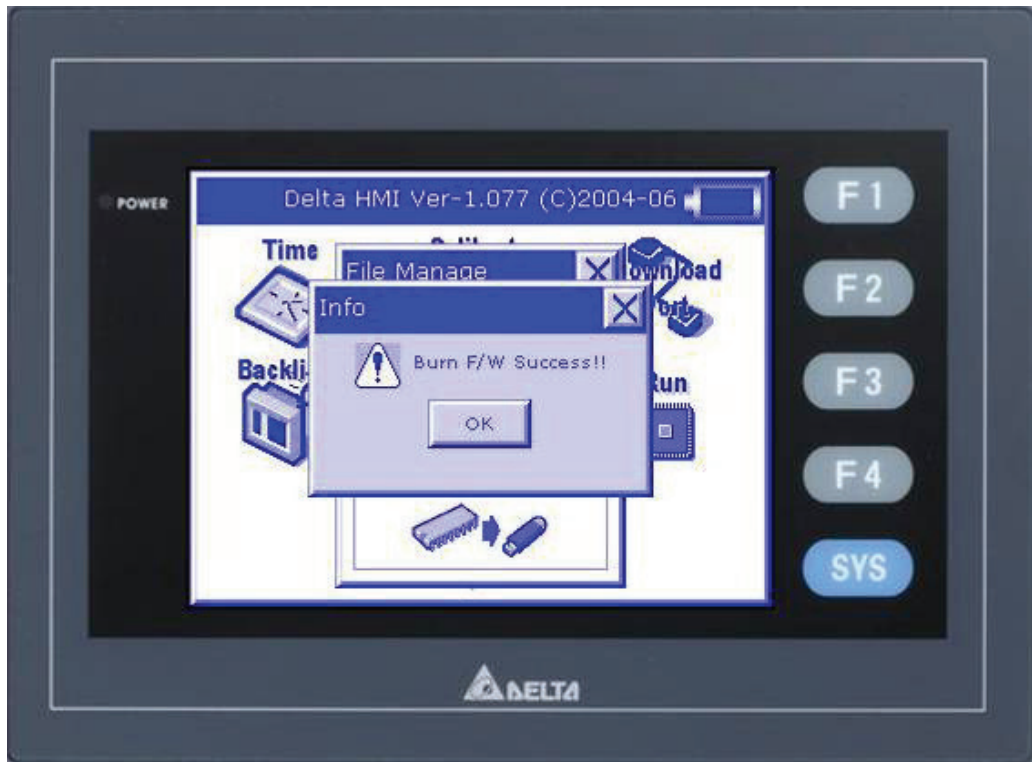 POWER
Delta HMI Ver-1.077 (C)2004-06
Time
File Manage
Info
Burn F/W Success!!
OK
Run
F1
F2
F3
F4
SYS
DELTA